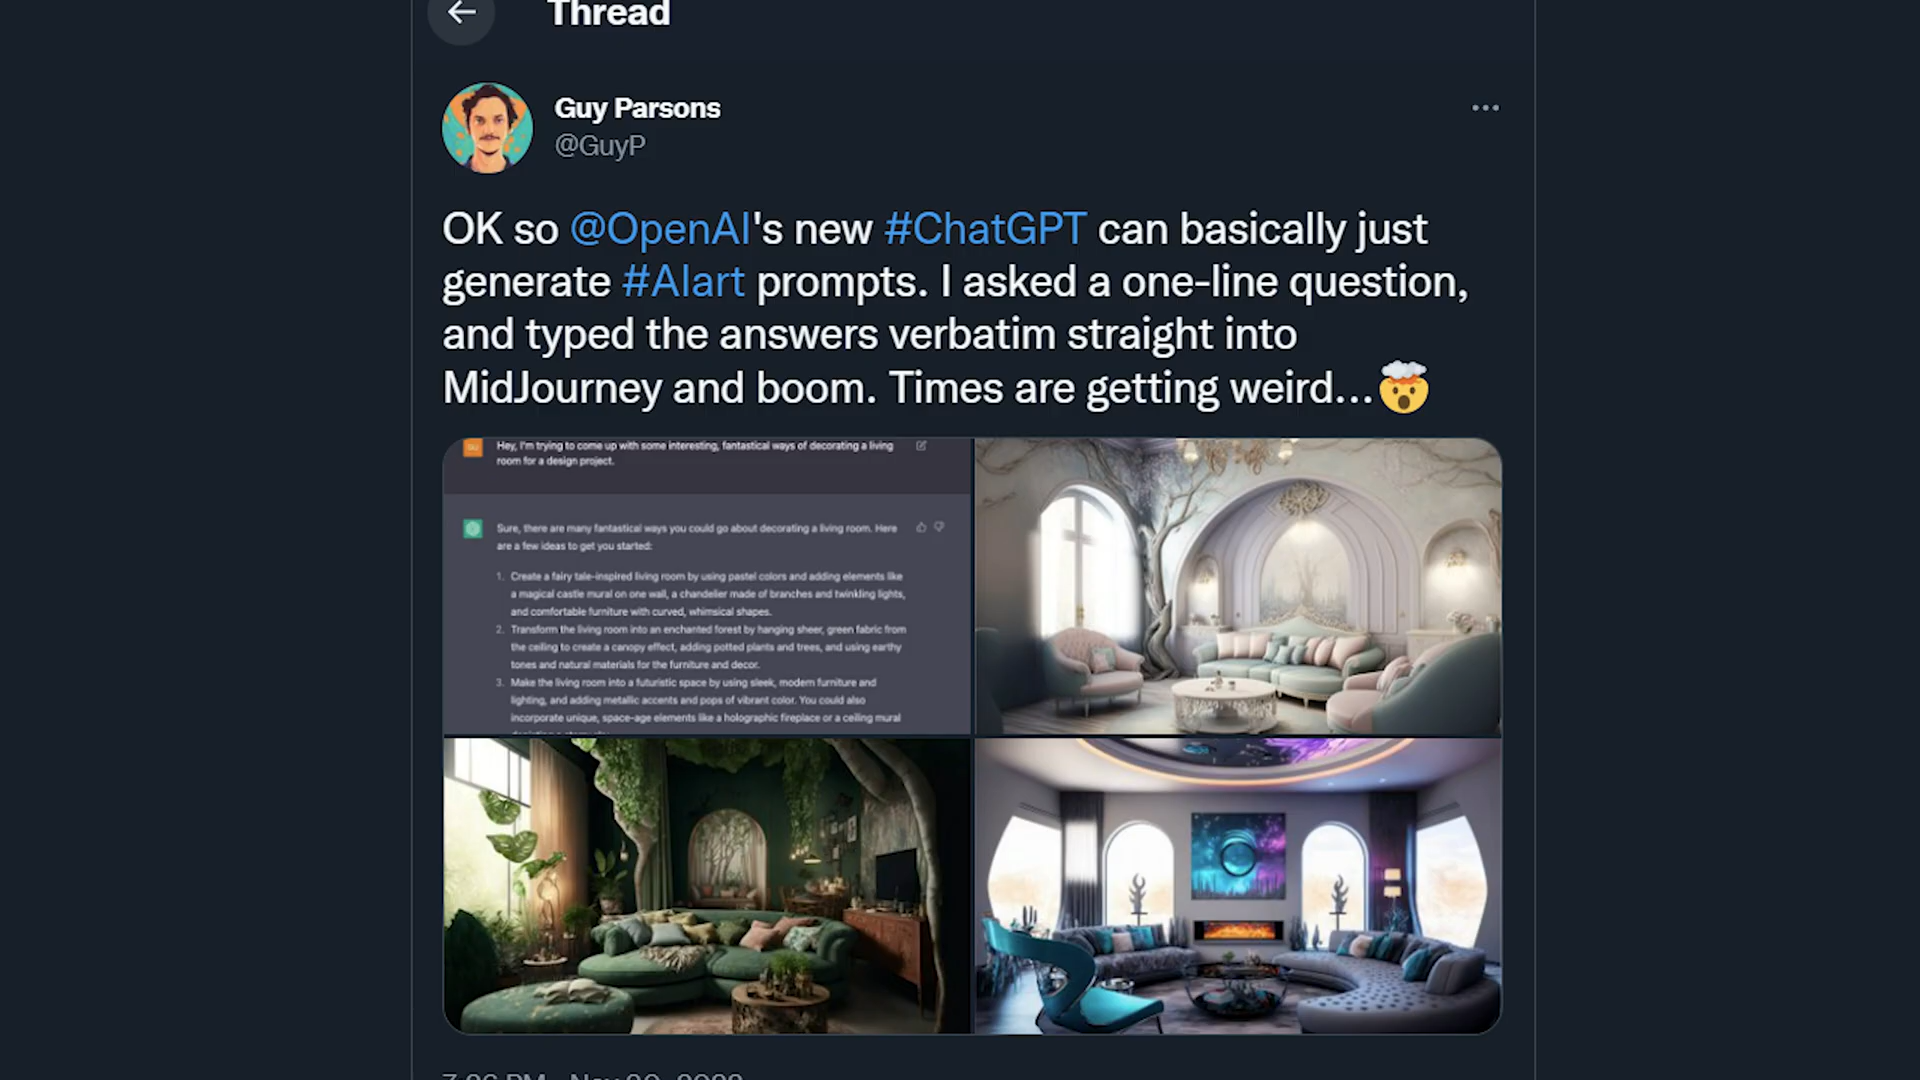 Thread
Guy Parsons
@GuyP
OK so @OpenAI's new #ChatGPT can basically just
generate #AIart prompts. I asked a one-line question,
and typed the answers verbatim straight into
MidJourney and boom. Times are getting weird...🤯
Hey, I'm trying to come up with some interesting, fantastical ways of decorating a living
room for a design project.
Sure, there are many fantastical ways you could go about decorating a living room. Here
are a few ideas to get you started:
1. Create a fairy tale-inspired living room by using pastel colors and adding elements like
a magical castle mural on one wall, a chandelier made of branches and twinkling lights,
and comfortable furniture with curved, whimsical shapes.
2. Transform the living room into an enchanted forest by hanging sheer, green fabric from
the ceiling to create a canopy effect, adding potted plants and trees, and using earthy
tones and natural materials for the furniture and decor.
3. Make the living room into a futuristic space by using sleek, modern furniture and
lighting, and adding metallic accents and pops of vibrant color. You could also
incorporate unique, space-age elements like a holographic fireplace or a ceiling mural